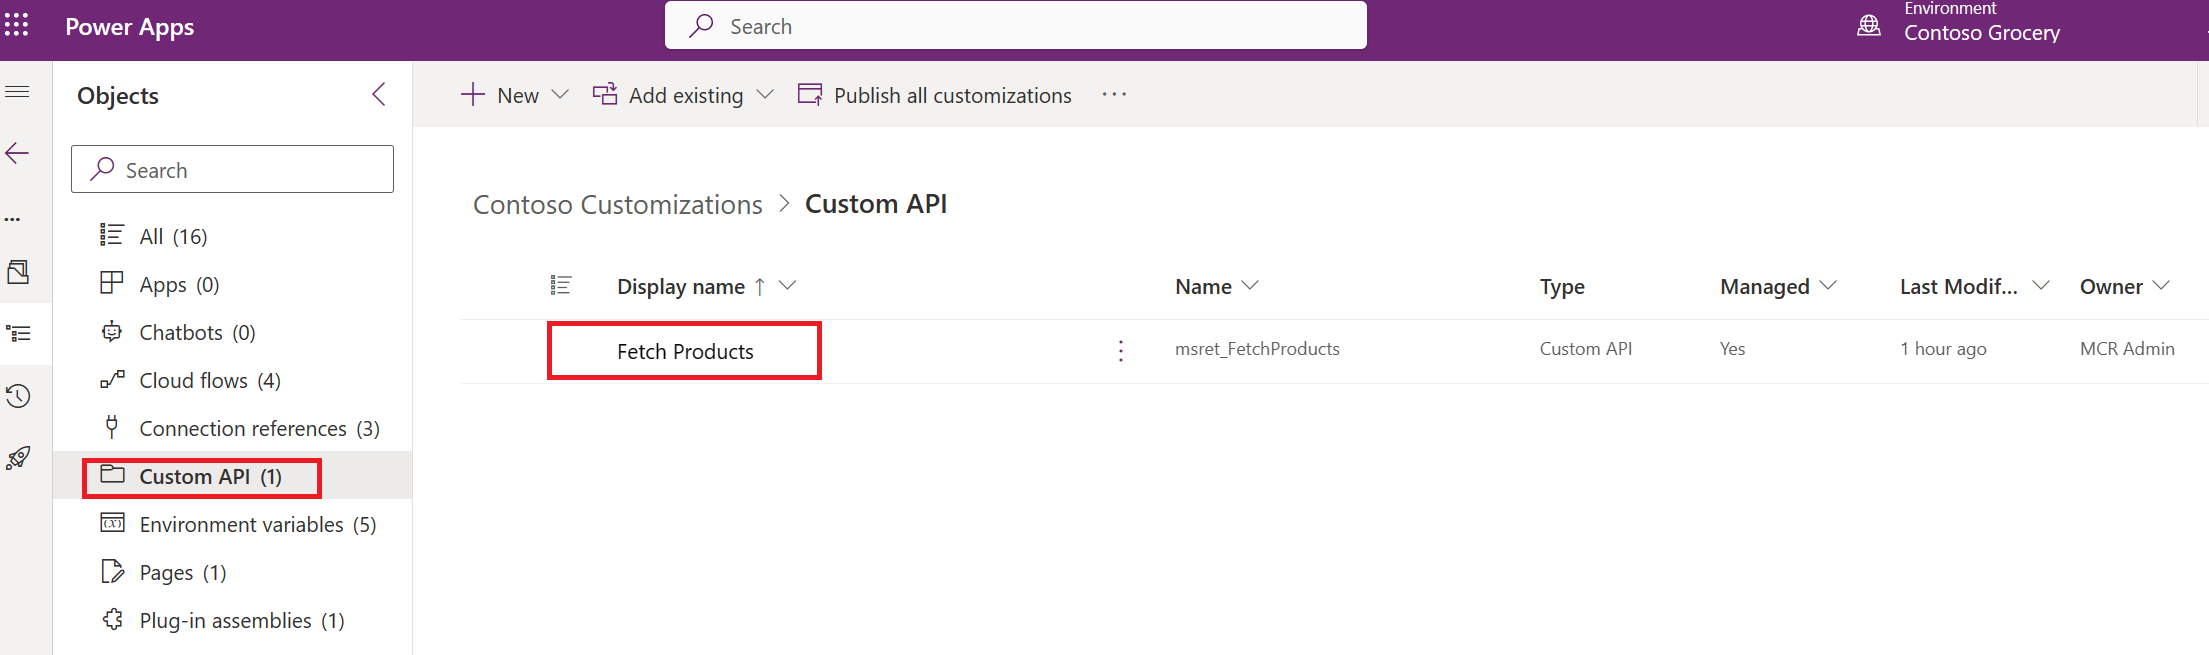 Power Apps
Search
Environment
Contoso Grocery
Objects
Search
All (16)
Apps (0)
Chatbots (0)
Cloud flows (4)
Connection references (3)
Custom API (1)
Environment variables (5)
Pages (1)
Plug-in assemblies (1)
New
Add existing
Publish all customizations
Contoso Customizations > Custom API
Display name ↑ Name Type Managed Last Modif... Owner
Fetch Products msret_FetchProducts Custom API Yes 1 hour ago MCR Admin